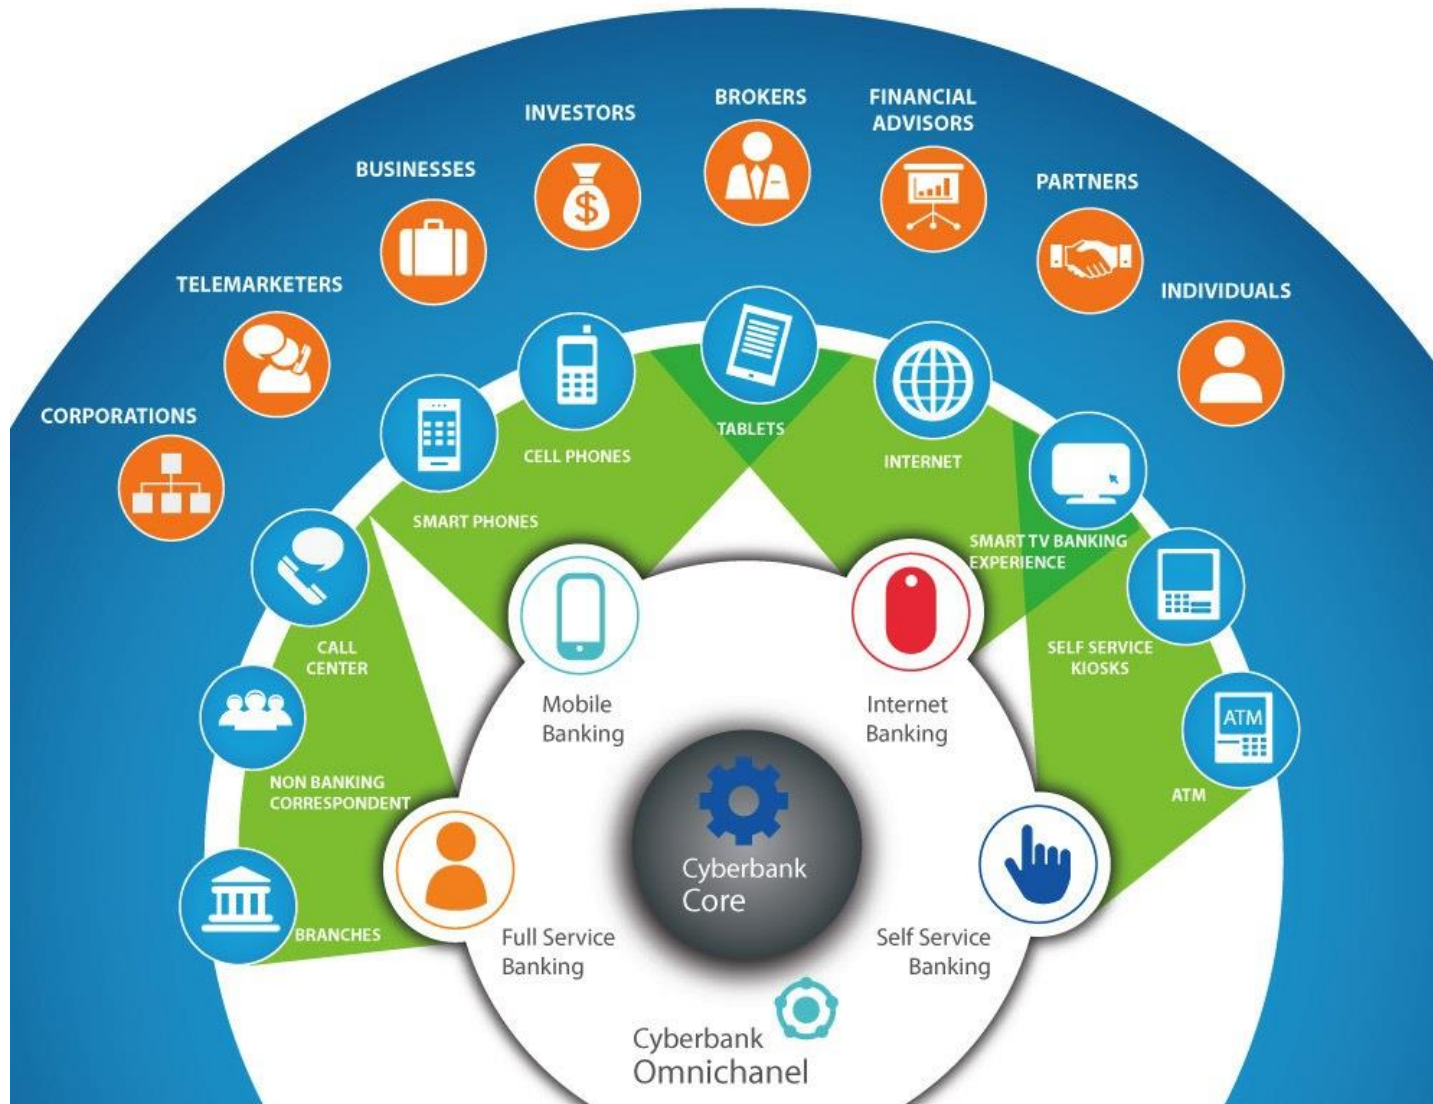 BROKERS
FINANCIAL
ADVISORS
INVESTORS
BUSINESSES
PARTNERS
TELEMARKETERS
INDIVIDUALS
CORPORATIONS
$
TABLETS
CELL PHONES
INTERNET
SMART PHONES
SMART TV BANKING
EXPERIENCE
CALL
CENTER
SELF SERVICE
KIOSKS
ATM
NON BANKING
CORRESPONDENT
ATM
BRANCHES
Mobile
Banking
Internet
Banking
Cyberbank
Core
Full Service
Banking
Self Service
Banking
Cyberbank
Omnichanel